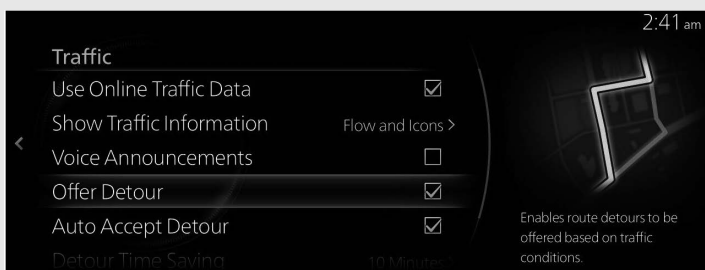 2:41 am
Traffic
Use Online Traffic Data
Show Traffic Information Flow and Icons >
Voice Announcements
Offer Detour
Auto Accept Detour
Detour Time Saving 10 Minutes
Enables route detours to be
offered based on traffic
conditions.